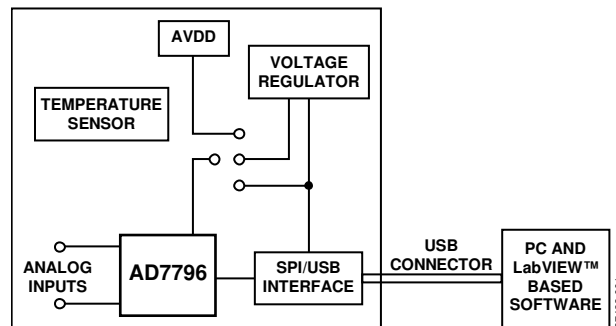 AVDD
VOLTAGE
REGULATOR
TEMPERATURE
SENSOR
ANALOG
INPUTS
AD7796
SPI/USB
INTERFACE
USB
CONNECTOR
PC AND
LabVIEW™
BASED
SOFTWARE